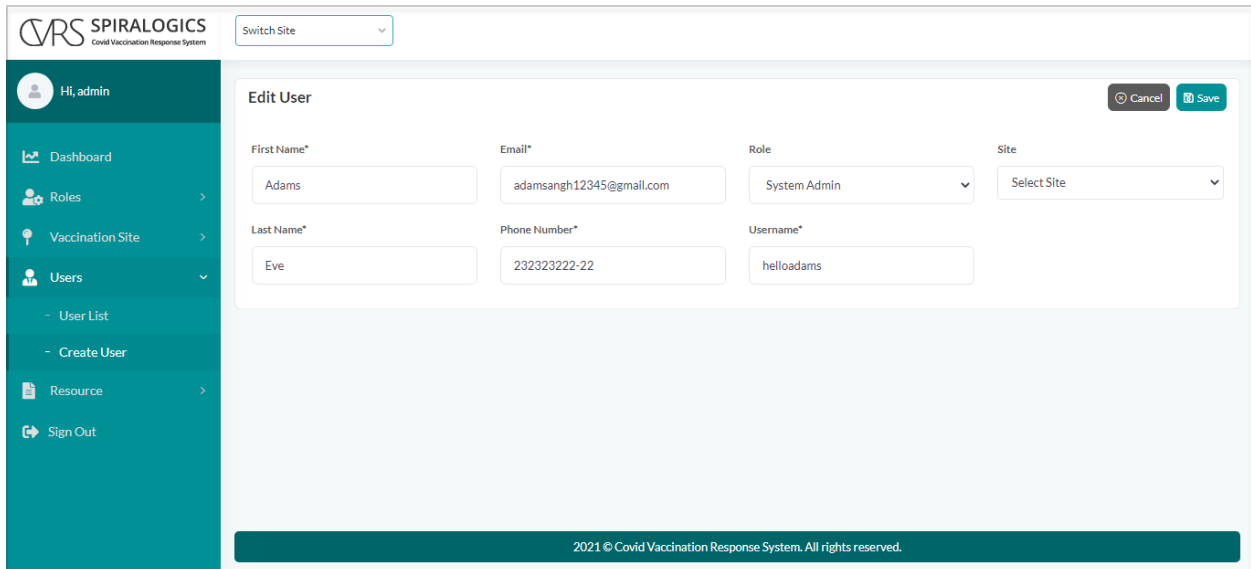 CVRS SPIRALOGICS
Covid Vaccination Response System
Switch Site
Hi, admin
Dashboard
Roles
Vaccination Site
Users
- User List
- Create User
Resource
Sign Out
Edit User
Cancel
Save
First Name*
Email*
Role
Site
Adams
adamsangh12345@gmail.com
System Admin
Select Site
Last Name*
Phone Number*
Username*
Eve
232323222-22
helloadams
2021 © Covid Vaccination Response System. All rights reserved.